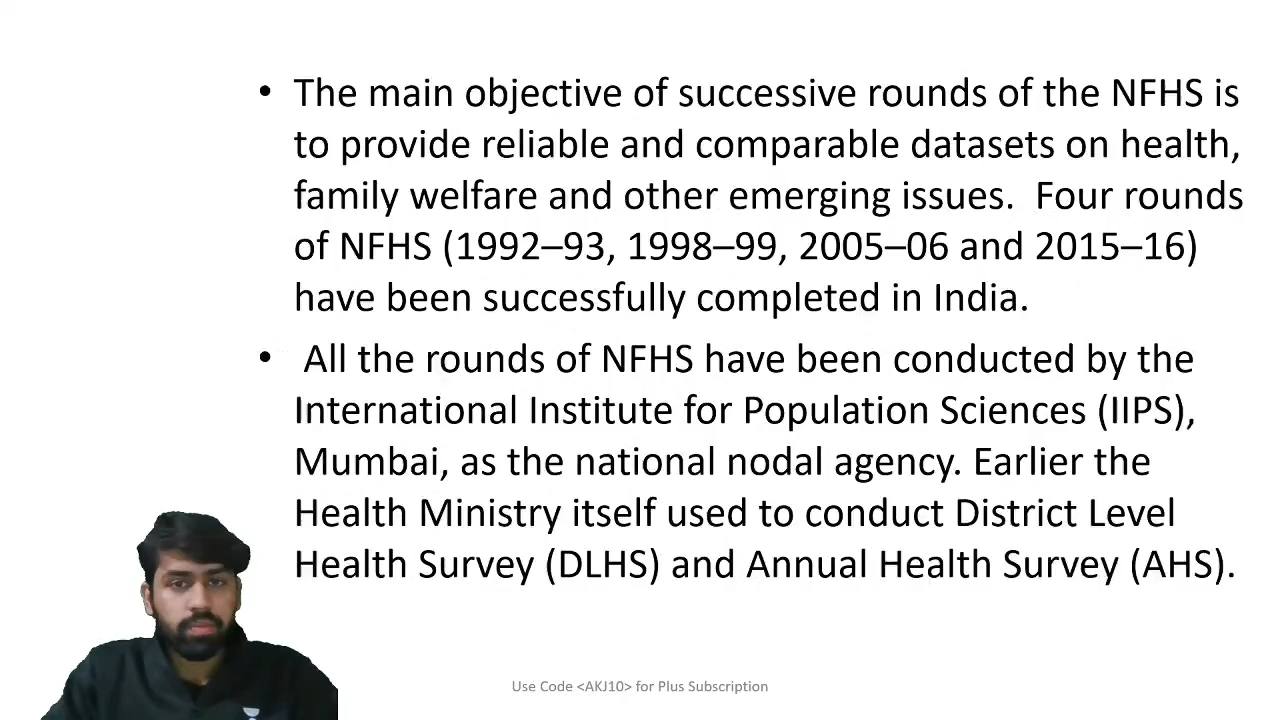 • The main objective of successive rounds of the NFHS is
to provide reliable and comparable datasets on health,
family welfare and other emerging issues.  Four rounds
of NFHS (1992–93, 1998–99, 2005–06 and 2015–16)
have been successfully completed in India.
• All the rounds of NFHS have been conducted by the
International Institute for Population Sciences (IIPS),
Mumbai, as the national nodal agency. Earlier the
Health Ministry itself used to conduct District Level
Health Survey (DLHS) and Annual Health Survey (AHS).
Use Code <AKJ10> for Plus Subscription